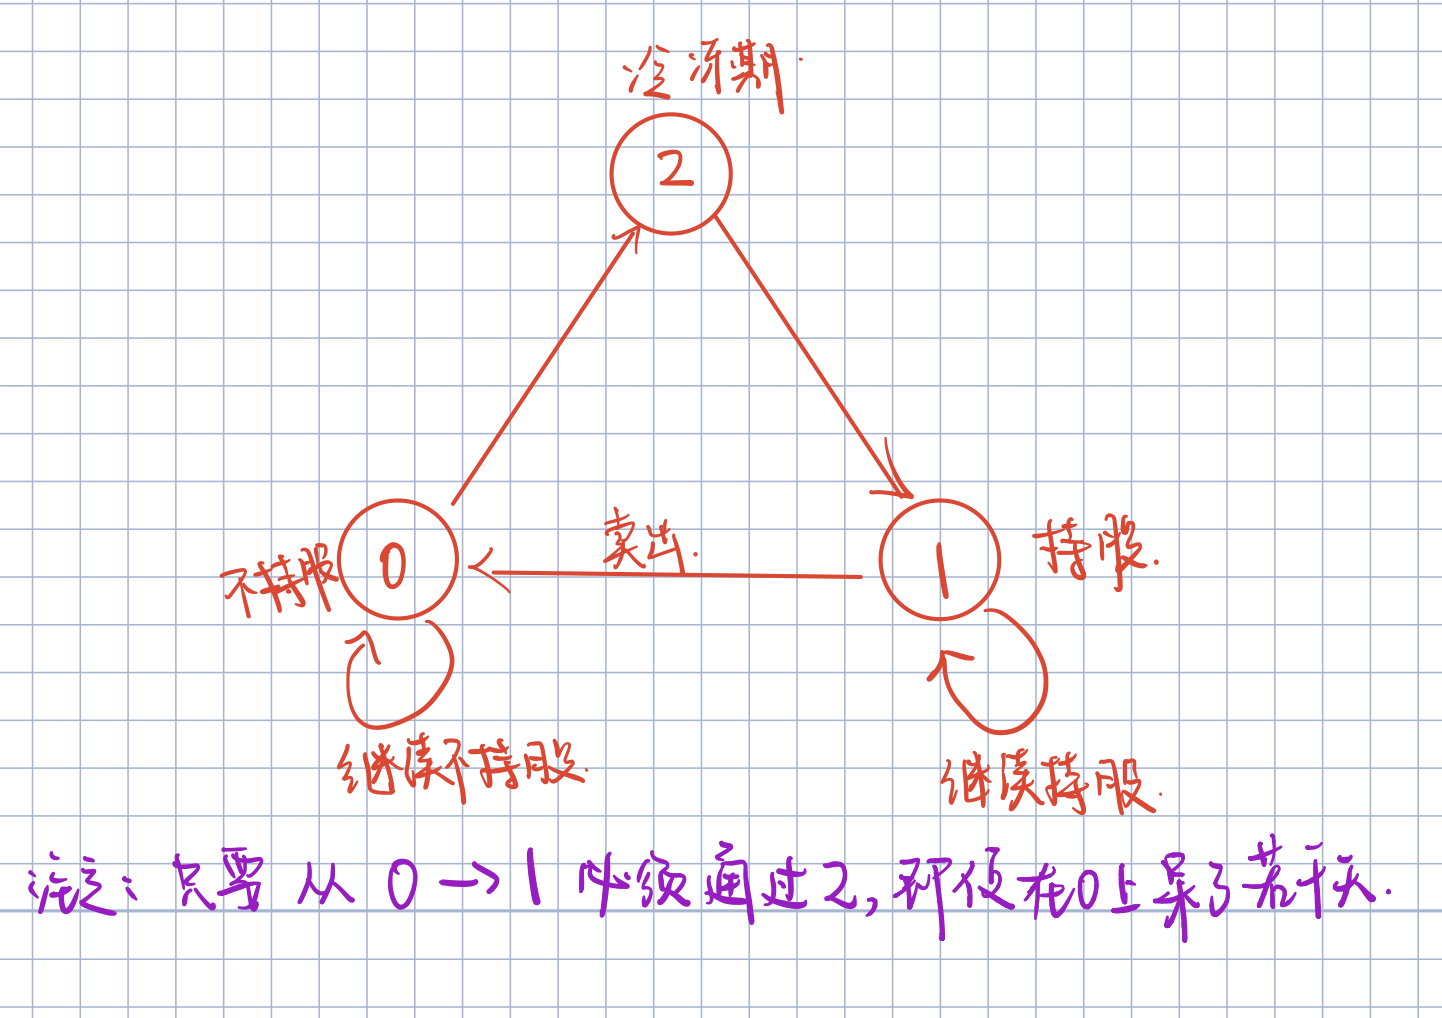 冷冻期.
2
卖出.
不持股
0
1
持股.
继续不持股.
继续持股.
注意:只要从0→1必须通过2,即使在0上呆了若干天.